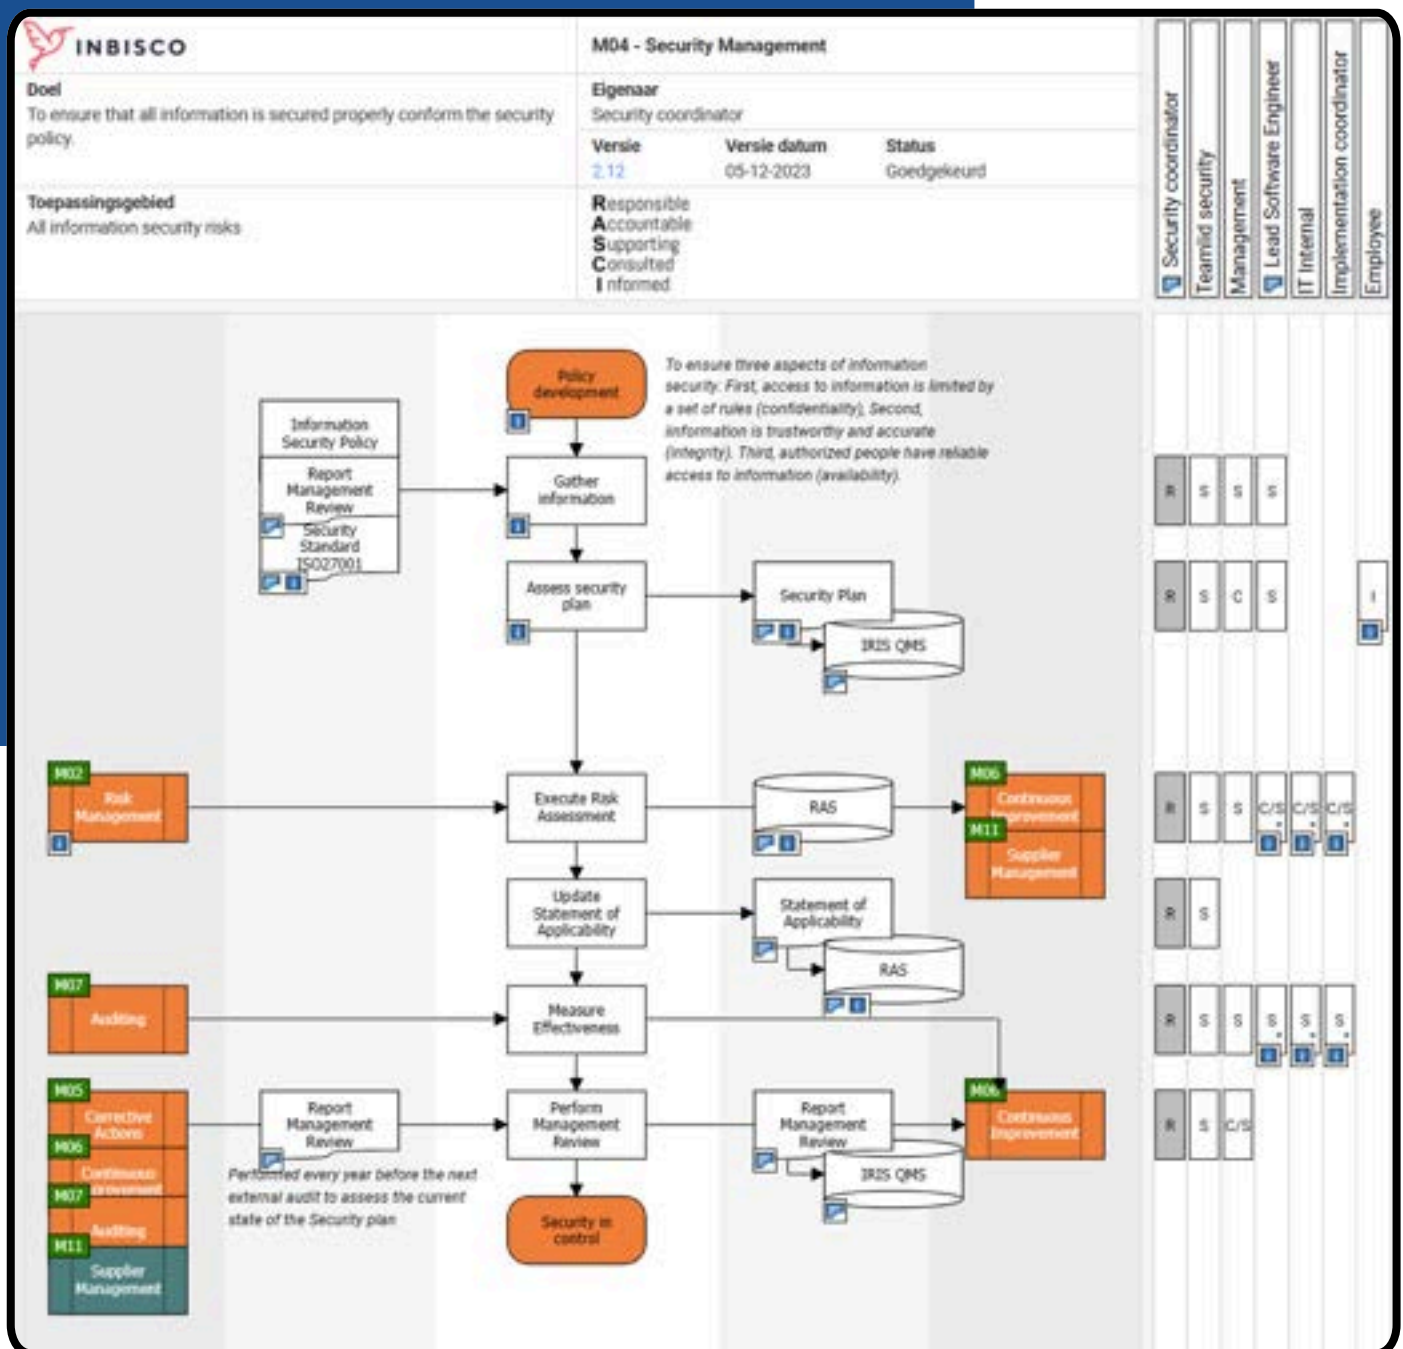 INBISCO
M04 - Security Management
Doel
To ensure that all information is secured properly conform the security
policy.
Eigenaar
Security coordinator
Versie
Versie datum
Status
2.12
05-12-2023
Goedgekeurd
Toepassingsgebied
All information security risks
Responsible
Accountable
Supporting
Consulted
Informed
Security coordinator
Teamlid security
Management
Lead Software Engineer
IT Internal
Implementation coordinator
Employee
Policy
development
To ensure three aspects of information
security. First, access to information is limited by
a set of rules (confidentiality), Second,
iinformation is trustworthy and accurate
(integrity). Third, authorized people have reliable
access to information (availability).
Information
Security Policy
Report
Management
Review
Security
Standard
ISO27001
Gather
information
R
S
S
S
Assess security
plan
Security Plan
IRIS QMS
R
S
C
S
I
M02
Risk
Management
Execute Risk
Assessment
RAS
M06
Continuous
Improvement
M11
Supplier
Management
R
S
S
C/S
C/S
C/S
Update
Statement of
Applicability
Statement of
Applicability
RAS
R
S
M07
Auditing
Measure
Effectiveness
R
S
S
S
S
S
M05
Corrective
Actions
M06
Continuous
M07
Auditing
M11
Supplier
Management
Report
Management
Review
Performed every year before the next
external audit to assess the current
state of the Security plan
Perform
Management
Review
Report
Management
Review
IRIS QMS
M06
Continuous
Improvement
R
S
C/S
Security in
control